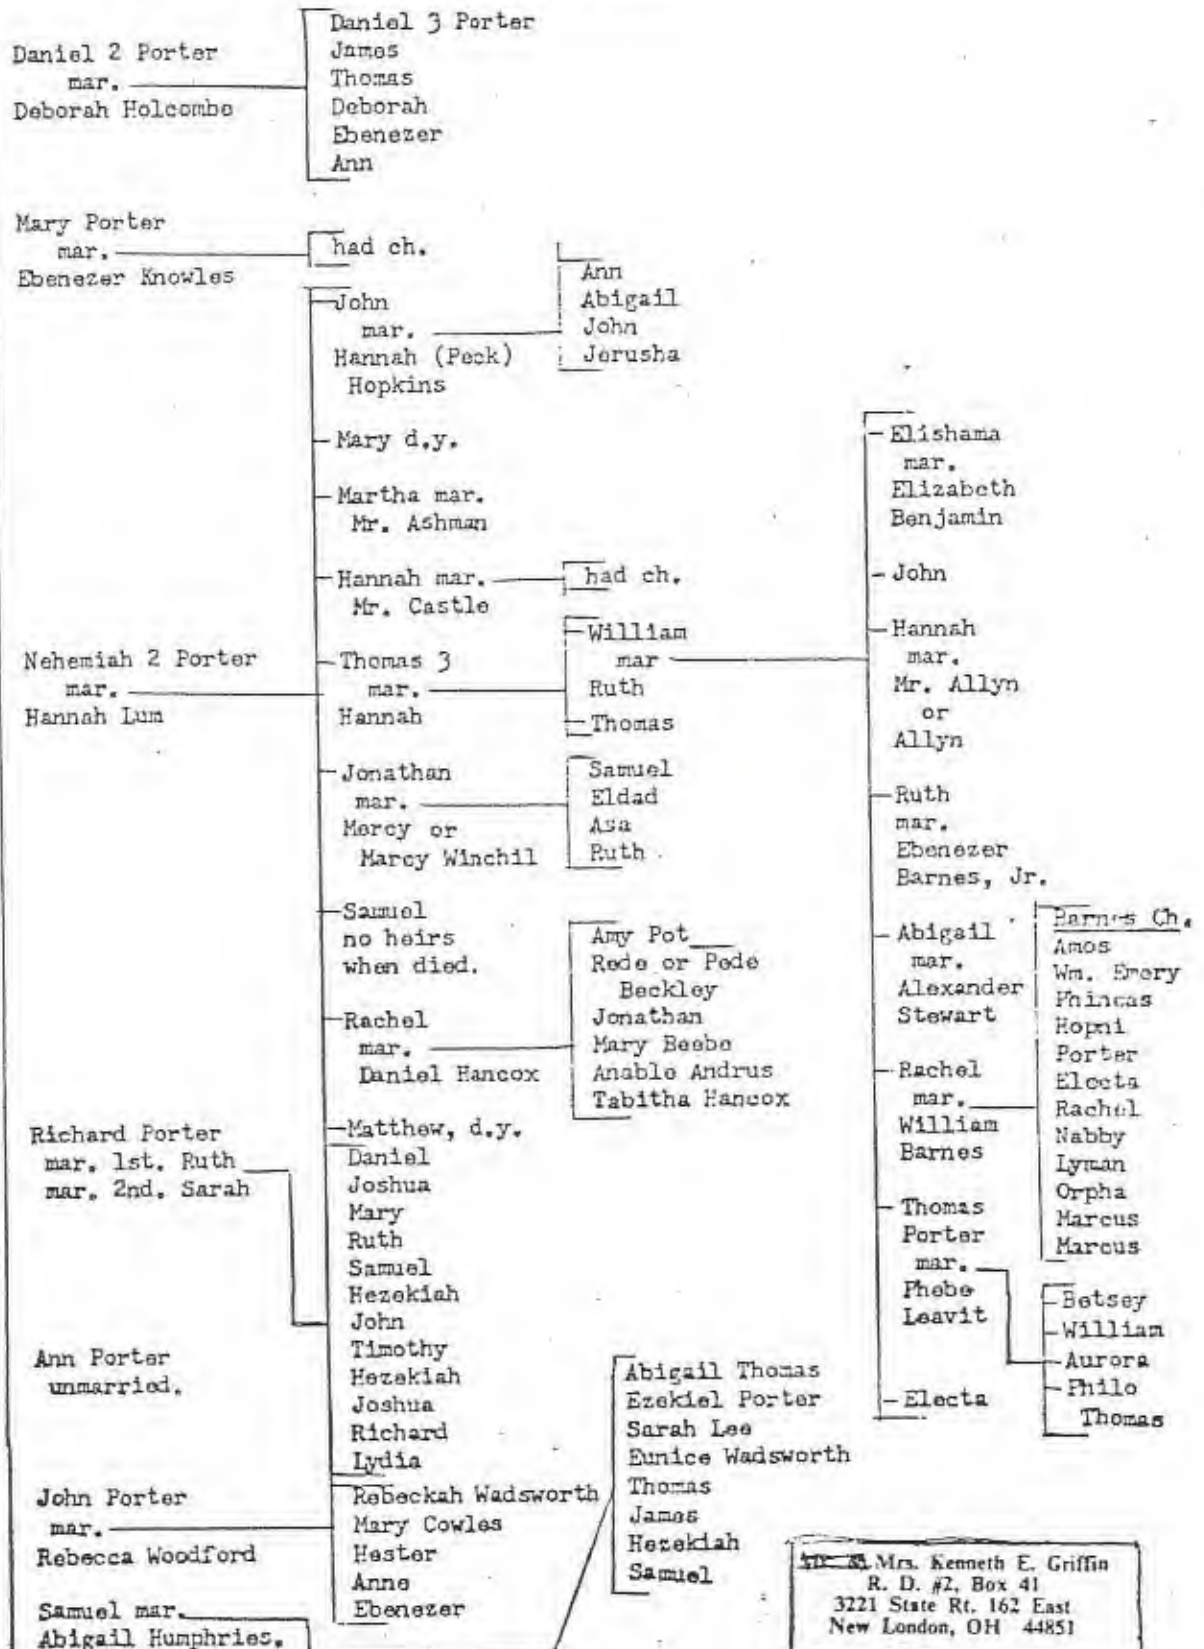 Daniel 2 Porter
mar.
Deborah Holcombe
Daniel 3 Porter
James
Thomas
Deborah
Ebenezer
Ann
Mary Porter
mar.
Ebenezer Knowles
had ch.
Nehemiah 2 Porter
mar.
Hannah Lum
John
mar.
Hannah (Peck)
Hopkins
Ann
Abigail
John
Jerusha
Mary d.y.
Martha mar.
Mr. Ashman
Hannah mar.
Mr. Castle
had ch.
Thomas 3
mar.
Hannah
William
mar
Ruth
Thomas
Jonathan
mar.
Mercy or
Marcy Winchil
Samuel
Eldad
Asa
Ruth
Samuel
no heirs
when died.
Rachel
mar.
Daniel Hancox
Amy Pot
Rede or Pede
Beckley
Jonathan
Mary Beebe
Anable Andrus
Tabitha Hancox
Matthew, d.y.
Elishama
mar.
Elizabeth
Benjamin
John
Hannah
mar.
Mr. Allyn
or
Allyn
Ruth
mar.
Ebenezer
Barnes, Jr.
Abigail
mar.
Alexander
Stewart
Rachel
mar.
William
Barnes
Barnes Ch.
Amos
Wm. Emery
Phineas
Hopni
Porter
Electa
Rachel
Nabby
Lyman
Orpha
Marcus
Marcus
Thomas
Porter
mar.
Phebe
Leavit
Betsey
William
Aurora
Philo
Thomas
Electa
Richard Porter
mar. 1st. Ruth
mar. 2nd. Sarah
Daniel
Joshua
Mary
Ruth
Samuel
Hezekiah
John
Timothy
Hezekiah
Joshua
Richard
Lydia
Ann Porter
unmarried.
John Porter
mar.
Rebecca Woodford
Rebeckah Wadsworth
Mary Cowles
Hester
Anne
Ebenezer
Samuel mar.
Abigail Humphries.
Abigail Thomas
Ezekiel Porter
Sarah Lee
Eunice Wadsworth
Thomas
James
Hezekiah
Samuel
Mrs. Kenneth E. Griffin
R. D. #2, Box 41
3221 State Rt. 162 East
New London, OH 44851